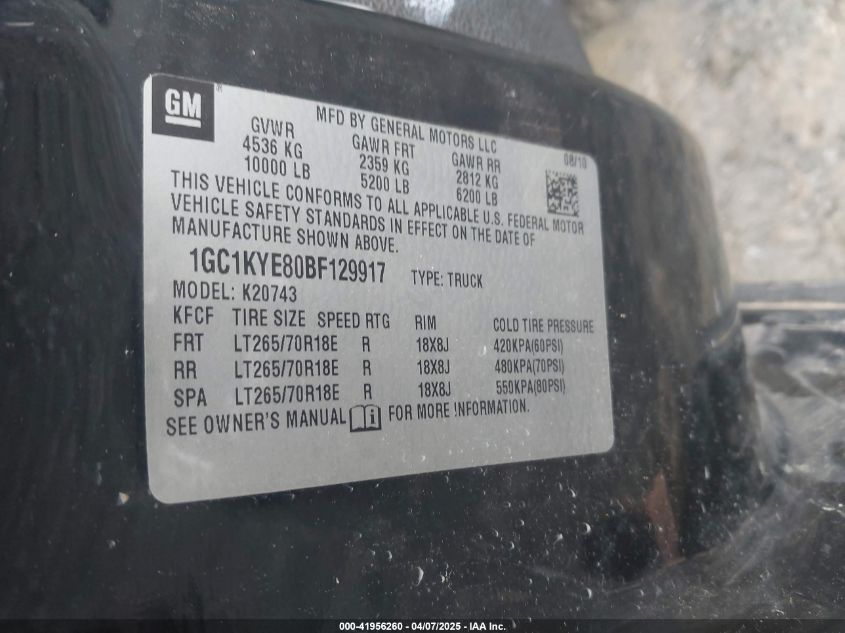 GM ®
MFD BY GENERAL MOTORS LLC
08/10
GVWR GAWR FRT GAWR RR
4536 KG 2359 KG 2812 KG
10000 LB 5200 LB 6200 LB
THIS VEHICLE CONFORMS TO ALL APPLICABLE U.S. FEDERAL MOTOR
VEHICLE SAFETY STANDARDS IN EFFECT ON THE DATE OF
MANUFACTURE SHOWN ABOVE.
1GC1KYE80BF129917 TYPE: TRUCK
MODEL: K20743
KFCF TIRE SIZE SPEED RTG RIM COLD TIRE PRESSURE
FRT LT265/70R18E R 18X8J 420KPA(60PSI)
RR LT265/70R18E R 18X8J 480KPA(70PSI)
SPA LT265/70R18E R 18X8J 550KPA(80PSI)
SEE OWNER'S MANUAL i FOR MORE INFORMATION.
000-41956260 - 04/07/2025 - IAA Inc.